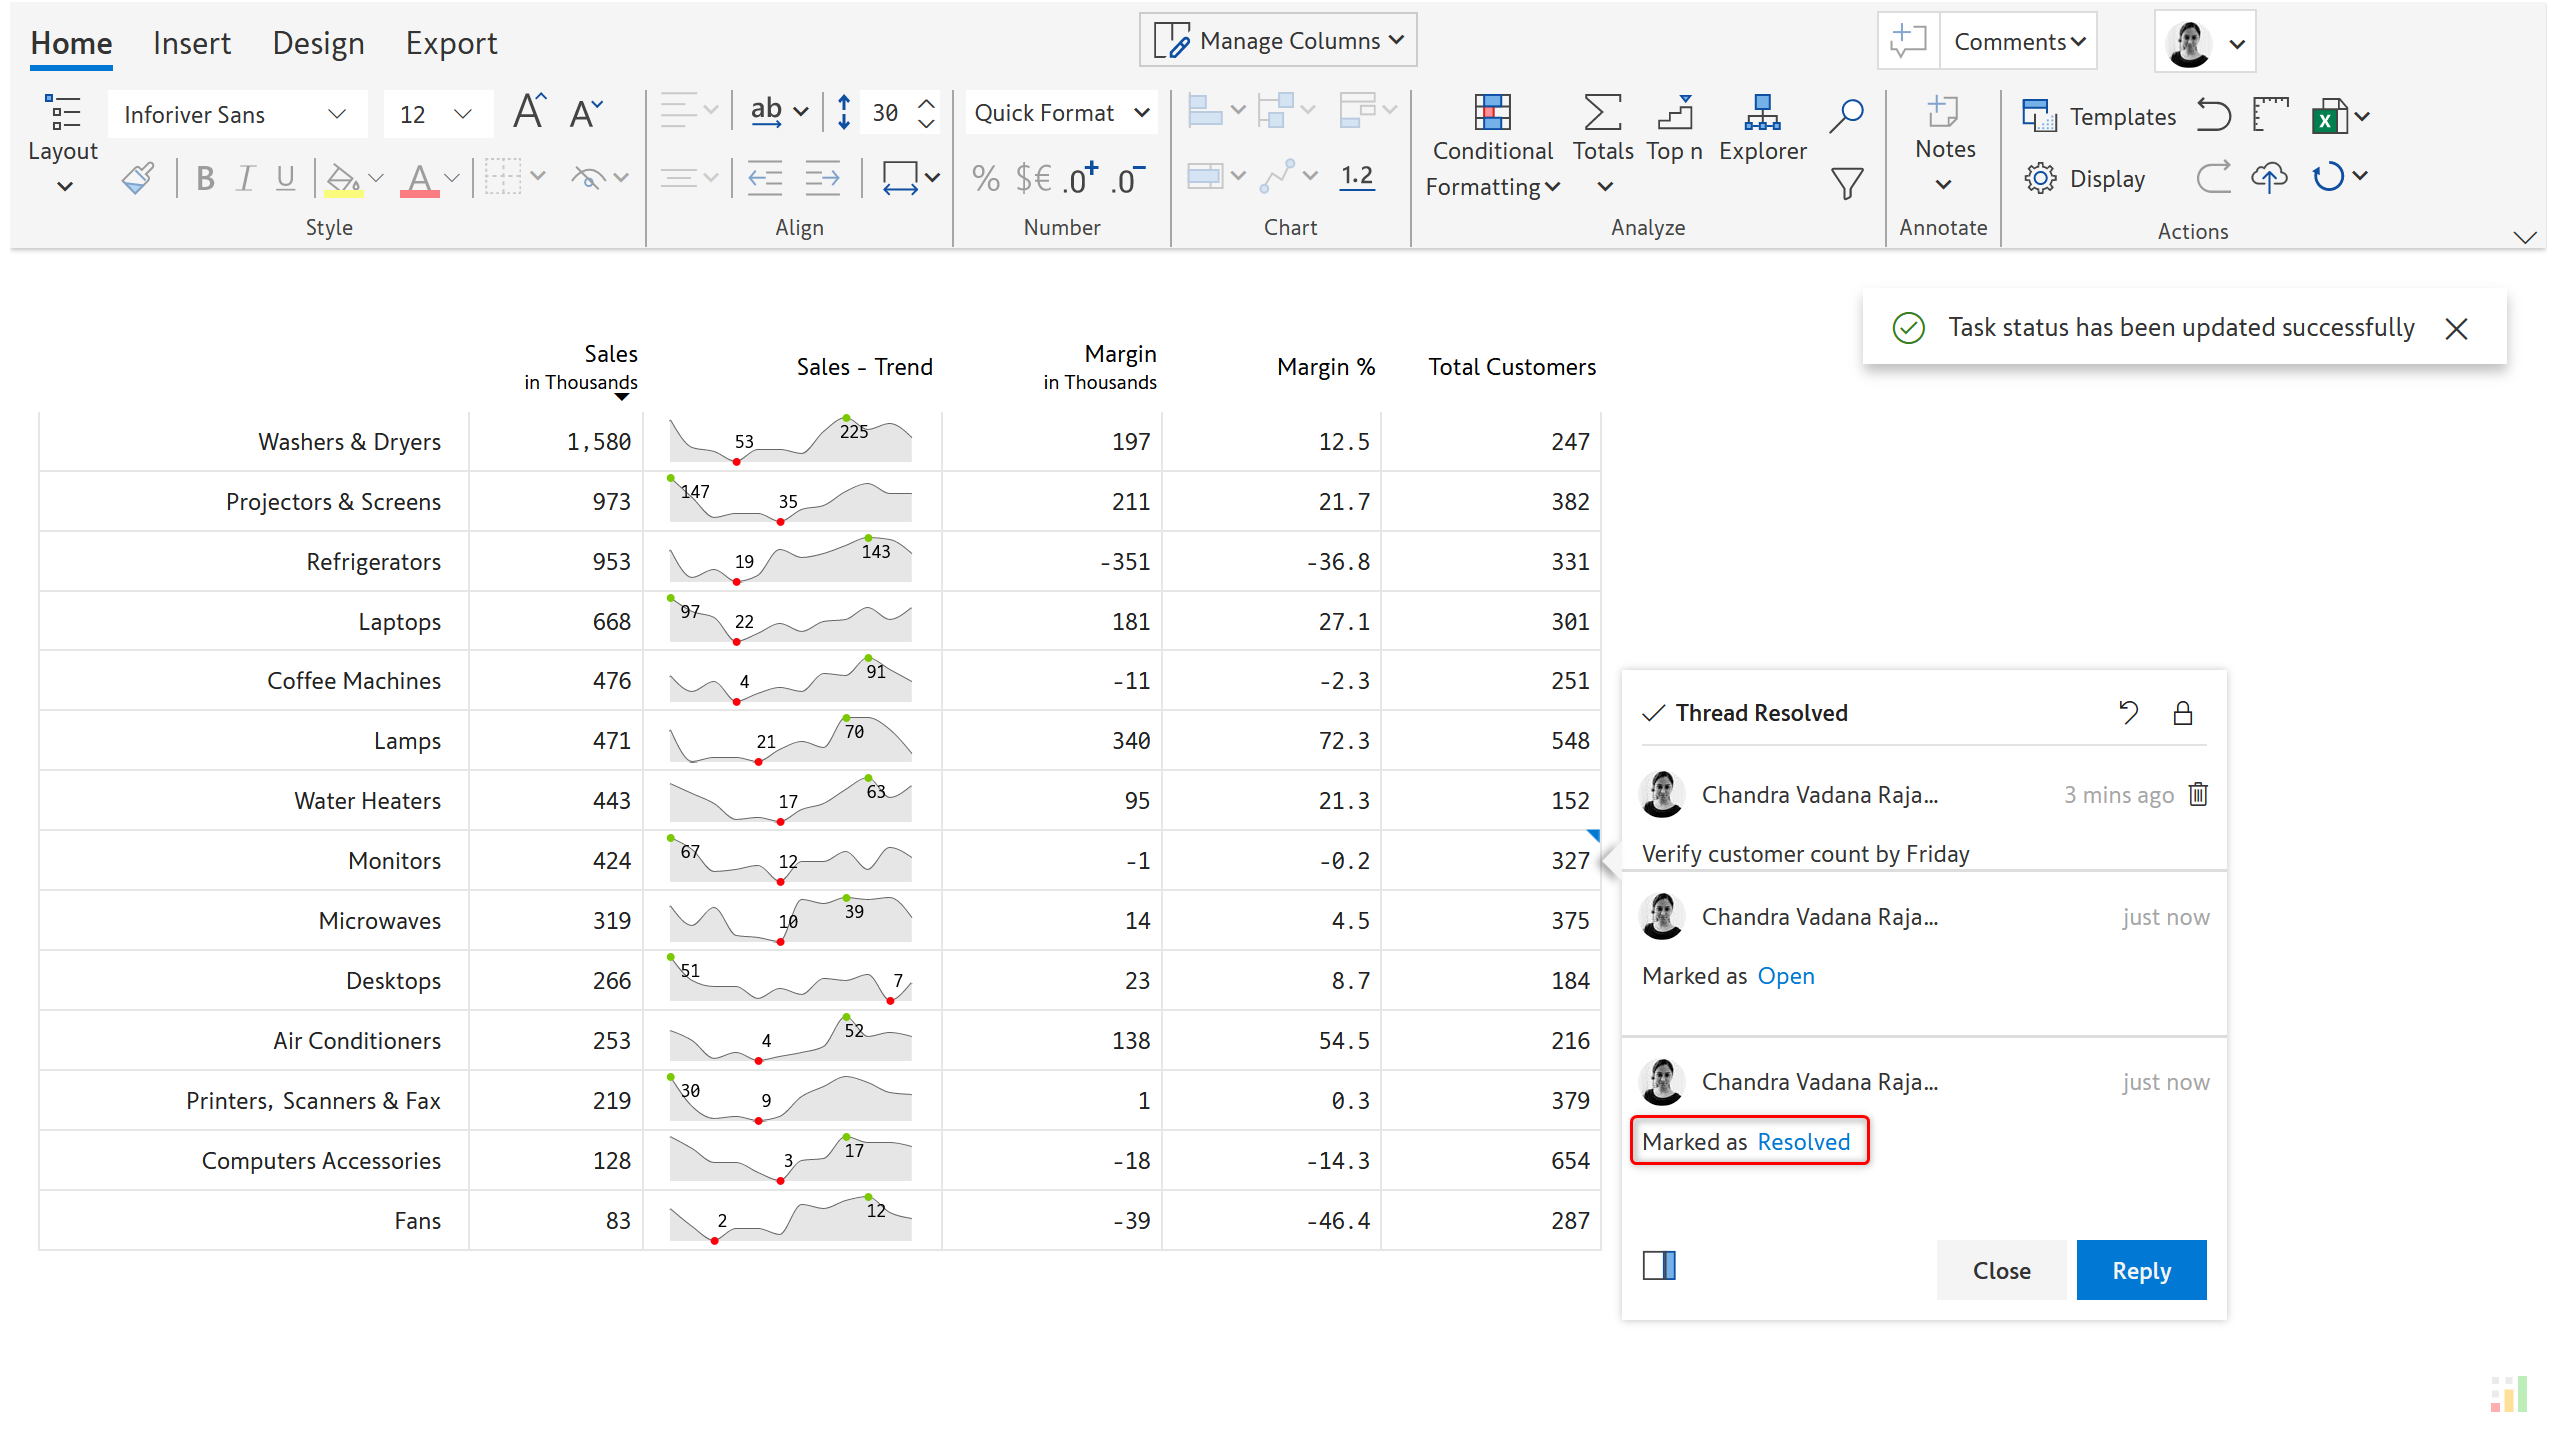 Home Insert Design Export Manage Columns Comments
Inforiver Sans 12 ab 30 Quick Format Templates
Layout Conditional Totals Top n Explorer Notes
B I U A % $€ .0+ .0− 1.2 Formatting Display
Style Align Number Chart Analyze Annotate Actions
Task status has been updated successfully
Sales Sales - Trend Margin Margin % Total Customers
in Thousands in Thousands
Washers & Dryers 1,580 53 225 197 12.5 247
Projectors & Screens 973 147 35 211 21.7 382
Refrigerators 953 19 143 -351 -36.8 331
Laptops 668 97 22 181 27.1 301
Coffee Machines 476 4 91 -11 -2.3 251
Lamps 471 21 70 340 72.3 548
Water Heaters 443 17 63 95 21.3 152
Monitors 424 67 12 -1 -0.2 327
Microwaves 319 10 39 14 4.5 375
Desktops 266 51 7 23 8.7 184
Air Conditioners 253 4 52 138 54.5 216
Printers, Scanners & Fax 219 30 9 1 0.3 379
Computers Accessories 128 3 17 -18 -14.3 654
Fans 83 2 12 -39 -46.4 287
Thread Resolved
Chandra Vadana Raja... 3 mins ago
Verify customer count by Friday
Chandra Vadana Raja... just now
Marked as Open
Chandra Vadana Raja... just now
Marked as Resolved
Close Reply